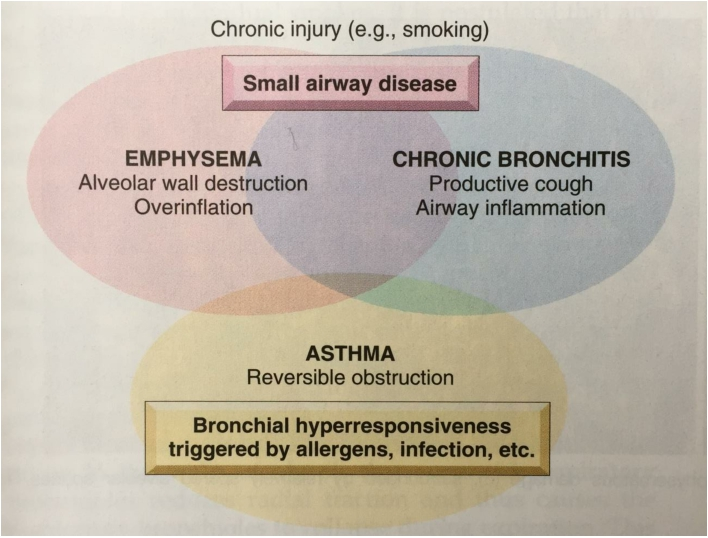 Chronic injury (e.g., smoking)
Small airway disease
EMPHYSEMA
Alveolar wall destruction
Overinflation
CHRONIC BRONCHITIS
Productive cough
Airway inflammation
ASTHMA
Reversible obstruction
Bronchial hyperresponsiveness
triggered by allergens, infection, etc.